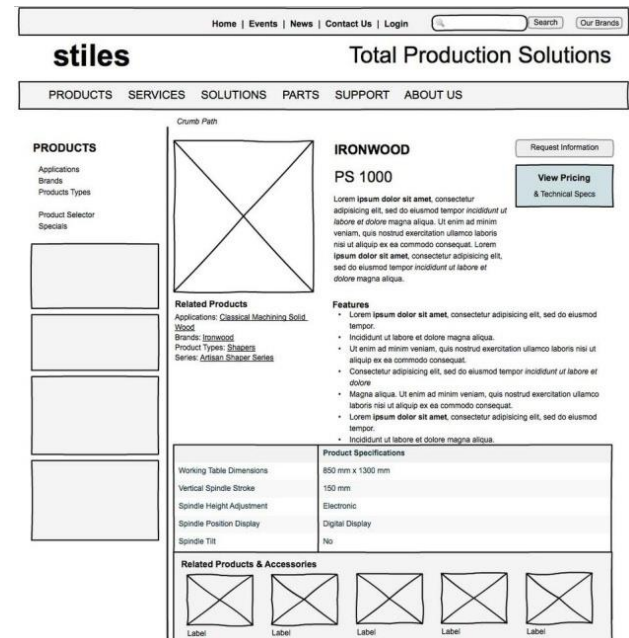 Home | Events | News | Contact Us | Login
Search
Our Brands
stiles
Total Production Solutions
PRODUCTS SERVICES SOLUTIONS PARTS SUPPORT ABOUT US
Crumb Path
PRODUCTS
Applications
Brands
Products Types
Product Selector
Specials
IRONWOOD
PS 1000
Request Information
View Pricing
& Technical Specs
Lorem ipsum dolor sit amet, consectetur
adipisicing elit, sed do eiusmod tempor incididunt ut
labore et dolore magna aliqua. Ut enim ad minim
veniam, quis nostrud exercitation ullamco laboris
nisi ut aliquip ex ea commodo consequat. Lorem
ipsum dolor sit amet, consectetur adipisicing elit,
sed do eiusmod tempor incididunt ut labore et
dolore magna aliqua.
Related Products
Applications: Classical Machining Solid
Wood
Brands: Ironwood
Product Types: Shapers
Series: Artisan Shaper Series
Features
• Lorem ipsum dolor sit amet, consectetur adipisicing elit, sed do eiusmod
tempor.
• Incididunt ut labore et dolore magna aliqua.
• Ut enim ad minim veniam, quis nostrud exercitation ullamco laboris nisi ut
aliquip ex ea commodo consequat.
• Consectetur adipisicing elit, sed do eiusmod tempor incididunt ut labore et
dolore
• Magna aliqua. Ut enim ad minim veniam, quis nostrud exercitation ullamco
laboris nisi ut aliquip ex ea commodo consequat.
• Lorem ipsum dolor sit amet, consectetur adipisicing elit, sed do eiusmod
tempor.
• Incididunt ut labore et dolore magna aliqua.
Product Specifications
Working Table Dimensions 850 mm x 1300 mm
Vertical Spindle Stroke 150 mm
Spindle Height Adjustment Electronic
Spindle Position Display Digital Display
Spindle Tilt No
Related Products & Accessories
Label Label Label Label Label